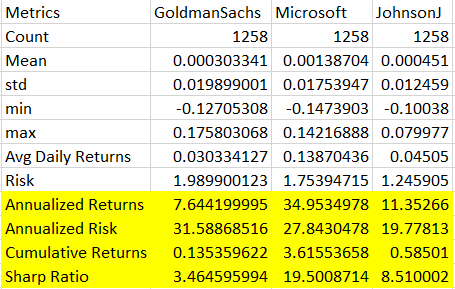 Metrics GoldmanSachs Microsoft JohnsonJ
Count 1258 1258 1258
Mean 0.000303341 0.00138704 0.000451
std 0.019899001 0.01753947 0.012459
min -0.12705308 -0.1473903 -0.10038
max 0.175803068 0.14216888 0.079977
Avg Daily Returns 0.030334127 0.13870436 0.04505
Risk 1.989900123 1.75394715 1.245905
Annualized Returns 7.644199995 34.9534978 11.35266
Annualized Risk 31.58868516 27.8430478 19.77813
Cumulative Returns 0.135359622 3.61553658 0.58501
Sharp Ratio 3.464595994 19.5008714 8.510002